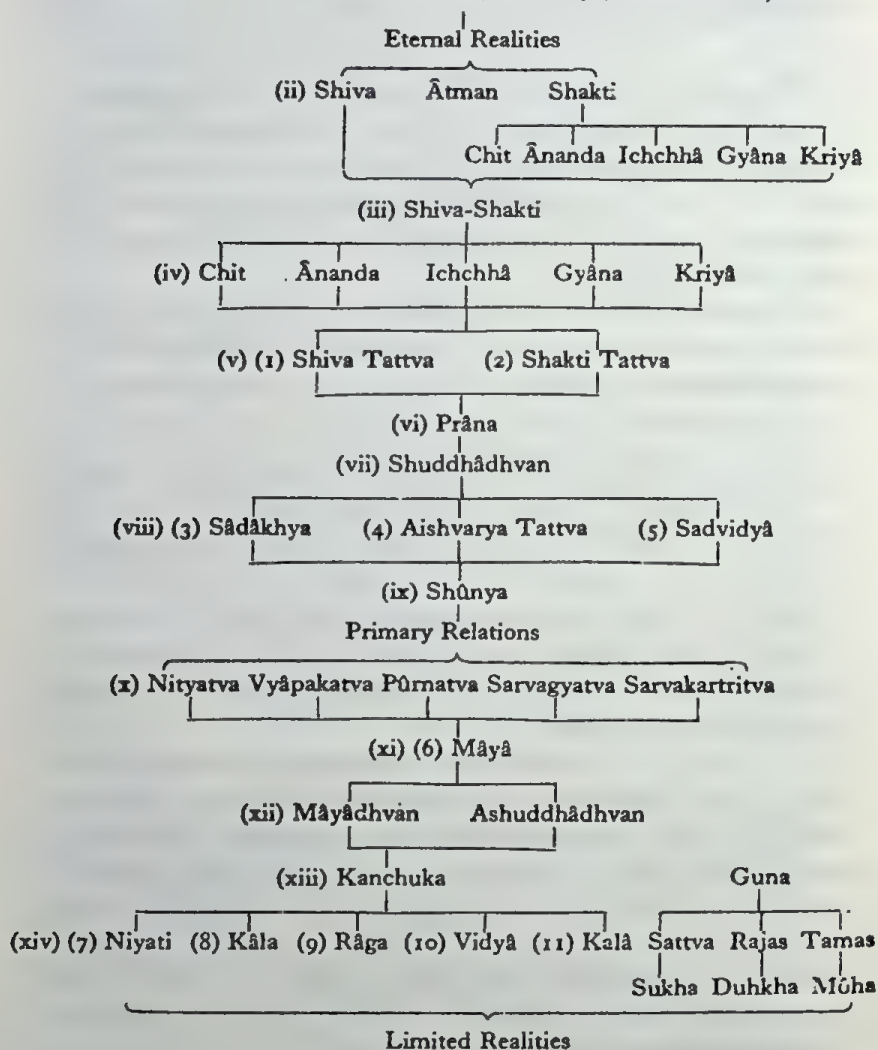 Eternal Realities
(ii) Shiva Âtman Shakti
Chit Ânanda Ichchhâ Gyâna Kriyâ
(iii) Shiva-Shakti
(iv) Chit Ânanda Ichchhâ Gyâna Kriyâ
(v) (1) Shiva Tattva (2) Shakti Tattva
(vi) Prâna
(vii) Shuddhâdhvan
(viii) (3) Sâdâkhya (4) Aishvarya Tattva (5) Sadvidyâ
(ix) Shûnya
Primary Relations
(x) Nityatva Vyâpakatva Pûrnatva Sarvagyatva Sarvakartritva
(xi) (6) Mâyâ
(xii) Mâyâdhvan Ashuddhâdhvan
(xiii) Kanchuka Guna
(xiv) (7) Niyati (8) Kâla (9) Râga (10) Vidyâ (11) Kalâ Sattva Rajas Tamas
Sukha Duhkha Môha
Limited Realities